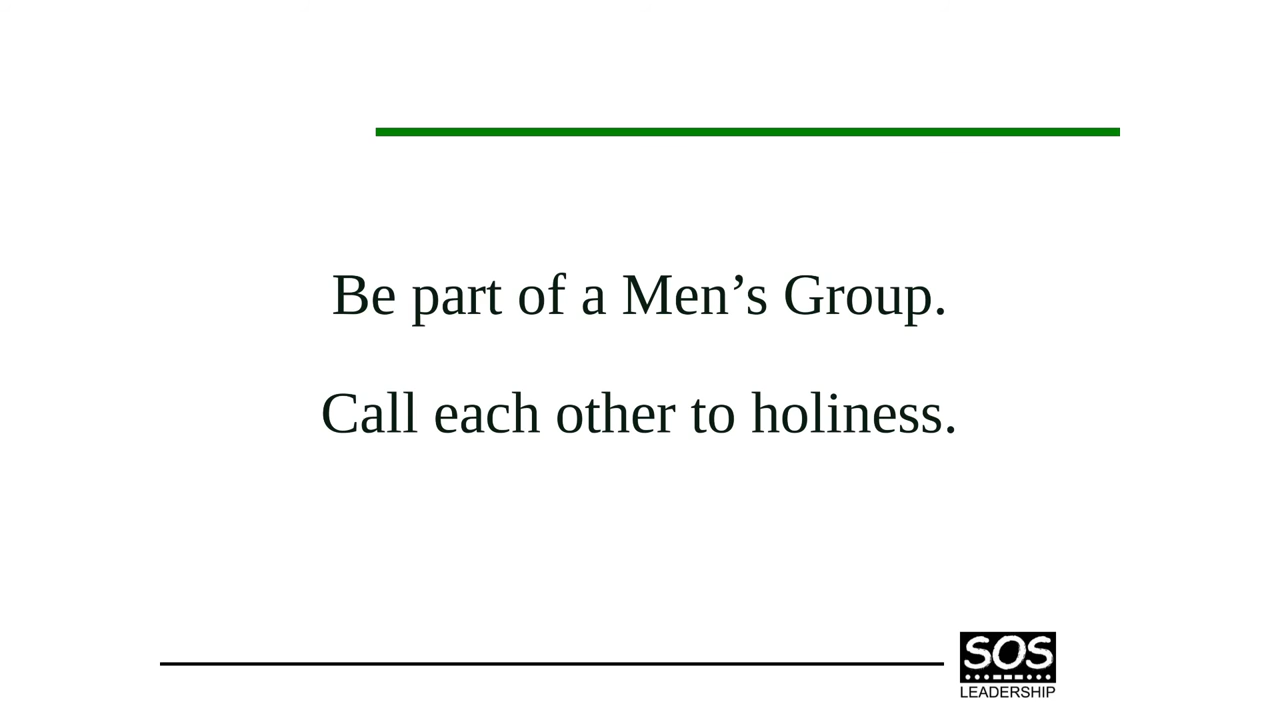 Be part of a Men’s Group.
Call each other to holiness.
SOS
LEADERSHIP